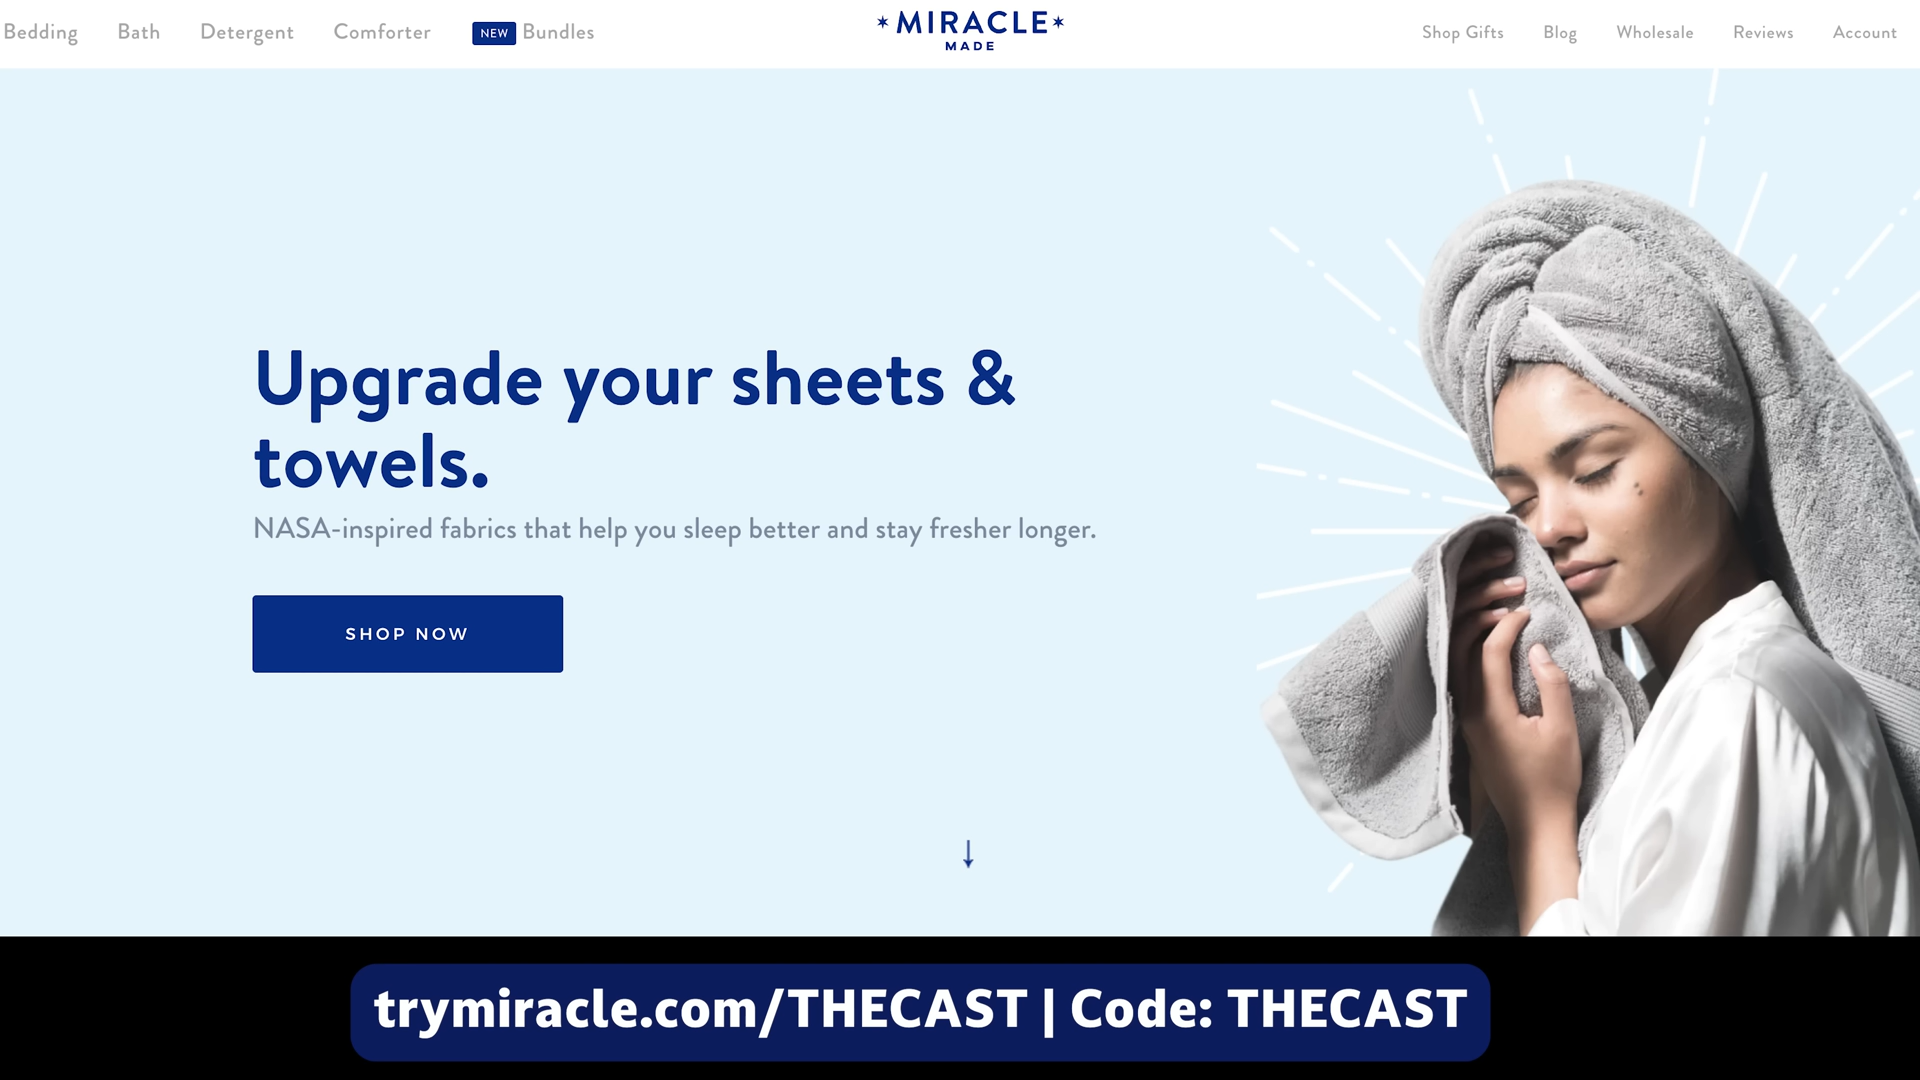 Bedding Bath Detergent Comforter NEW Bundles
MIRACLE
MADE
Shop Gifts Blog Wholesale Reviews Account
Upgrade your sheets &
towels.
NASA-inspired fabrics that help you sleep better and stay fresher longer.
SHOP NOW
trymiracle.com/THECAST | Code: THECAST